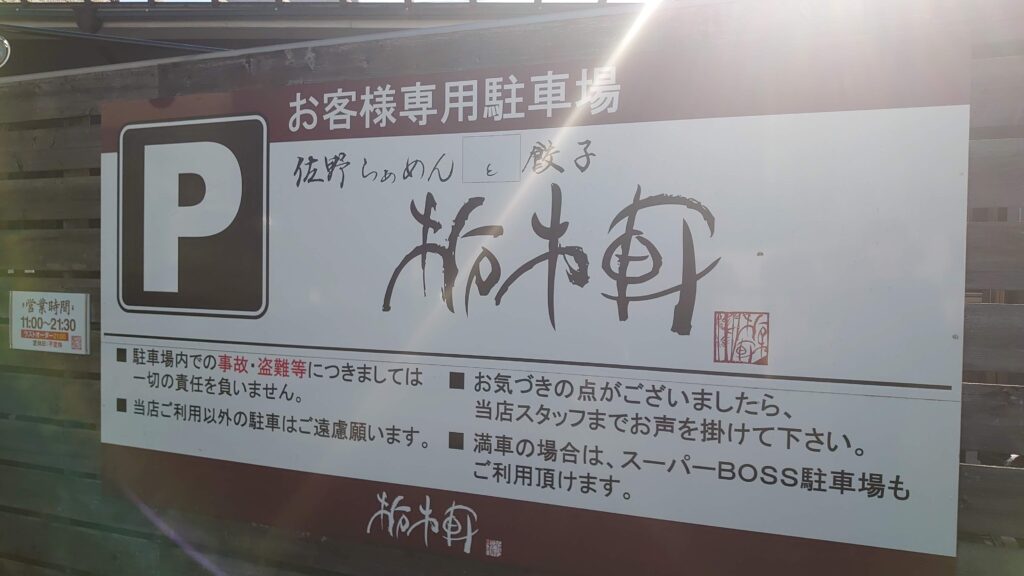 お客様専用駐車場
P
佐野らぁめんと餃子
栃木軒
営業時間
11:00〜21:30
■ 駐車場内での事故・盗難等につきましては
一切の責任を負いません。
■ 当店ご利用以外の駐車はご遠慮願います。
■ お気づきの点がございましたら、
当店スタッフまでお声を掛けて下さい。
■ 満車の場合は、スーパーBOSS駐車場も
ご利用頂けます。
栃木軒